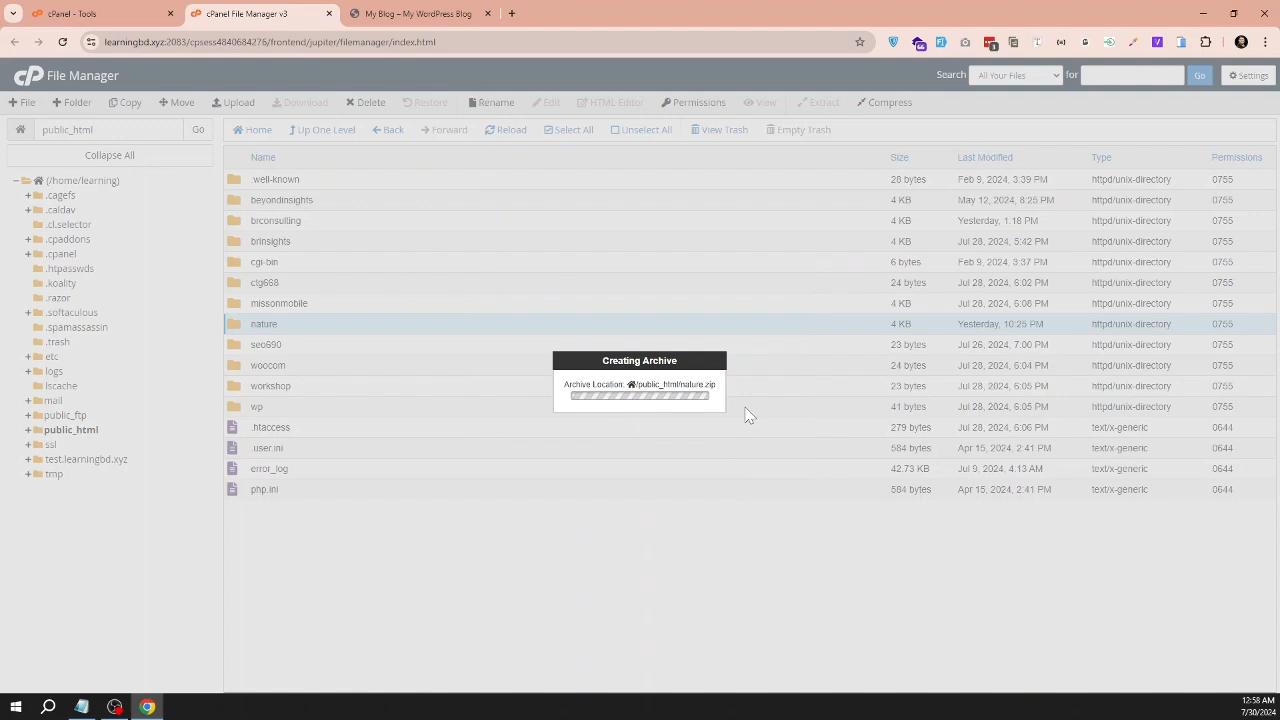 cPanel - Tools
cPanel File Manager v3
My Blog – My WordPress Blog
learningbd.xyz:2083/cpsess4840684276/frontend/jupiter/filemanager/index.html
cP File Manager
Search All Your Files for Go Settings
File Folder Copy Move Upload Download Delete Restore Rename Edit HTML Editor Permissions View Extract Compress
public_html Go
Home Up One Level Back Forward Reload Select All Unselect All View Trash Empty Trash
Collapse All
(/home/learning)
.cagefs
.caldav
.cl.selector
.cpaddons
.cpanel
.htpasswds
.koality
.razor
.softaculous
.spamassassin
.trash
etc
logs
lscache
mail
public_ftp
public_html
ssl
test.learningbd.xyz
tmp
Name Size Last Modified Type Permissions
.well-known 28 bytes Feb 9, 2024, 3:39 PM httpd/unix-directory 0755
beyondinsights 4 KB May 12, 2024, 8:25 PM httpd/unix-directory 0755
brconsulting 4 KB Yesterday, 1:18 PM httpd/unix-directory 0755
brinsights 4 KB Jul 28, 2024, 5:42 PM httpd/unix-directory 0755
cgi-bin 6 bytes Feb 9, 2024, 3:37 PM httpd/unix-directory 0755
ctg668 24 bytes Jul 28, 2024, 6:02 PM httpd/unix-directory 0755
missonmobile 4 KB Jul 28, 2024, 6:08 PM httpd/unix-directory 0755
nature 4 KB Yesterday, 10:25 PM httpd/unix-directory 0755
seo690 23 bytes Jul 26, 2024, 7:00 PM httpd/unix-directory 0755
woocom 24 bytes Jul 28, 2024, 6:04 PM httpd/unix-directory 0755
workshop 23 bytes Jul 28, 2024, 6:05 PM httpd/unix-directory 0755
wp 41 bytes Jul 28, 2024, 6:05 PM httpd/unix-directory 0755
.htaccess 279 bytes Jul 28, 2024, 6:06 PM text/x-generic 0644
.user.ini 584 bytes Apr 15, 2024, 2:41 PM text/x-generic 0644
error_log 42.73 KB Jul 9, 2024, 4:13 AM text/x-generic 0644
php.ini 584 bytes Apr 15, 2024, 2:41 PM text/x-generic 0644
Creating Archive
Archive Location: /public_html/nature.zip
12:58 AM
7/30/2024